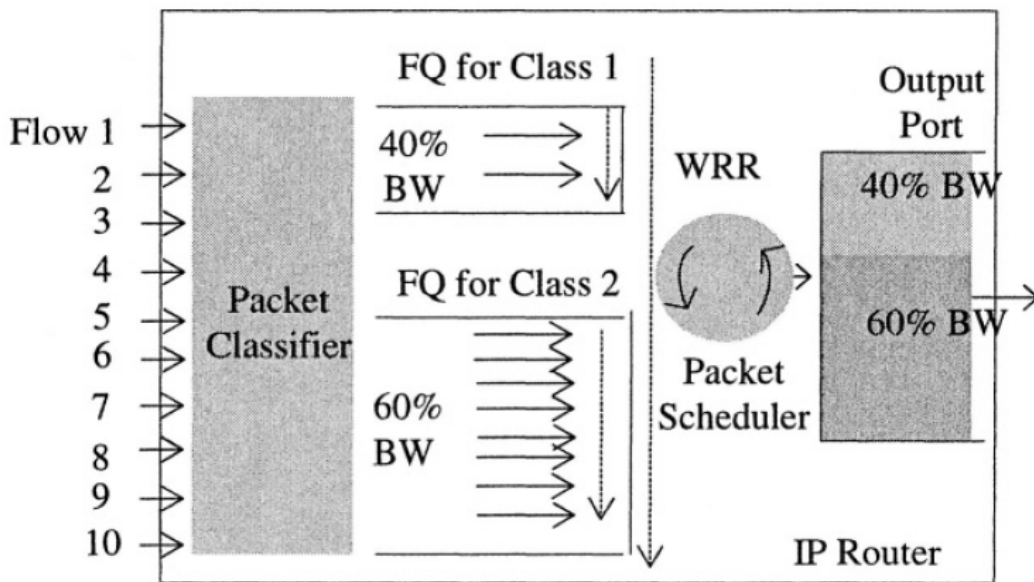 FQ for Class 1
Output
Port
Flow 1
2
3
4
5
6
7
8
9
10
40%
BW
WRR
40% BW
Packet
Classifier
FQ for Class 2
60%
BW
Packet
Scheduler
60% BW
IP Router